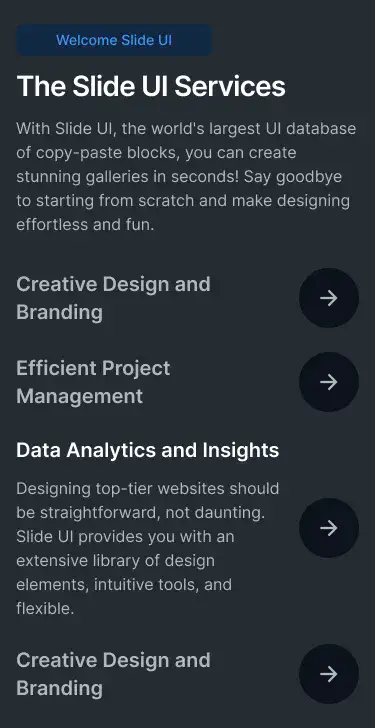 Welcome Slide UI
The Slide UI Services
With Slide UI, the world's largest UI database
of copy-paste blocks, you can create
stunning galleries in seconds! Say goodbye
to starting from scratch and make designing
effortless and fun.
Creative Design and
Branding
Efficient Project
Management
Data Analytics and Insights
Designing top-tier websites should
be straightforward, not daunting.
Slide UI provides you with an
extensive library of design
elements, intuitive tools, and
flexible.
Creative Design and
Branding